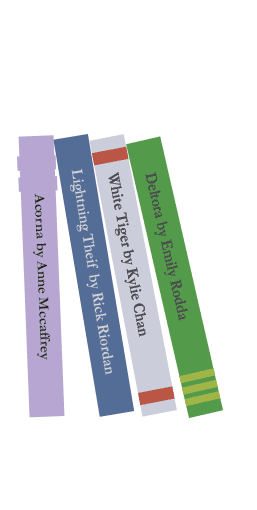 Acorna by Anne Mccaffrey
Lightning Theif by Rick Riordan
White Tiger by Kylie Chan
Deltora by Emily Rodda